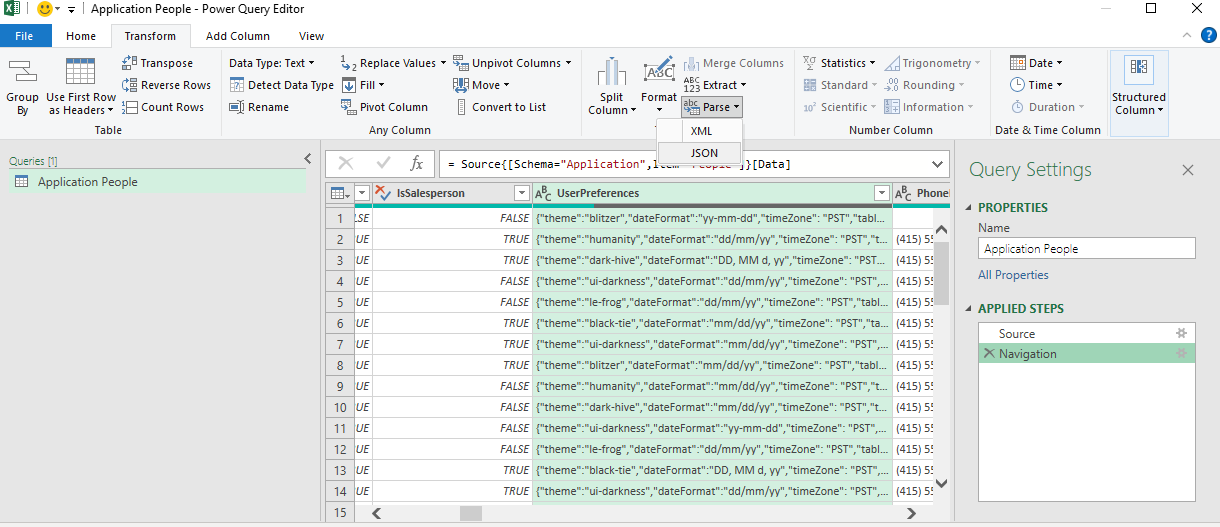 Application People - Power Query Editor
File Home Transform Add Column View
Group By
Use First Row as Headers
Transpose
Reverse Rows
Count Rows
Table
Data Type: Text
Detect Data Type
Rename
Replace Values
Fill
Pivot Column
Unpivot Columns
Move
Convert to List
Any Column
Split Column
Format
Merge Columns
Extract
Parse
XML
JSON
Statistics
Standard
Scientific
Trigonometry
Rounding
Information
Number Column
Date
Time
Duration
Date & Time Column
Structured Column
Queries [1]
Application People
= Source{[Schema="Application",
[Data]
IsSalesperson UserPreferences
1 FALSE {"theme":"blitzer","dateFormat":"yy-mm-dd","timeZone": "PST","tabl...
2 UE TRUE {"theme":"humanity","dateFormat":"dd/mm/yy","timeZone": "PST","t... (415) 55
3 UE TRUE {"theme":"dark-hive","dateFormat":"DD, MM d, yy","timeZone": "PST... (415) 55
4 UE FALSE {"theme":"ui-darkness","dateFormat":"dd/mm/yy","timeZone": "PST",... (415) 55
5 UE FALSE {"theme":"le-frog","dateFormat":"dd/mm/yy","timeZone": "PST","tabl... (415) 55
6 UE TRUE {"theme":"black-tie","dateFormat":"mm/dd/yy","timeZone": "PST","ta... (415) 55
7 UE TRUE {"theme":"ui-darkness","dateFormat":"mm/dd/yy","timeZone": "PST",... (415) 55
8 UE TRUE {"theme":"blitzer","dateFormat":"mm/dd/yy","timeZone": "PST","tabl... (415) 55
9 UE FALSE {"theme":"humanity","dateFormat":"mm/dd/yy","timeZone": "PST","t... (415) 55
10 UE FALSE {"theme":"dark-hive","dateFormat":"mm/dd/yy","timeZone": "PST","t... (415) 55
11 UE FALSE {"theme":"ui-darkness","dateFormat":"yy-mm-dd","timeZone": "PST",... (415) 55
12 UE FALSE {"theme":"le-frog","dateFormat":"dd/mm/yy","timeZone": "PST","tabl... (415) 55
13 UE TRUE {"theme":"black-tie","dateFormat":"DD, MM d, yy","timeZone": "PST",... (415) 55
14 UE TRUE {"theme":"ui-darkness","dateFormat":"dd/mm/yy","timeZone": "PST",... (415) 55
15
Query Settings
PROPERTIES
Name
Application People
All Properties
APPLIED STEPS
Source
Navigation